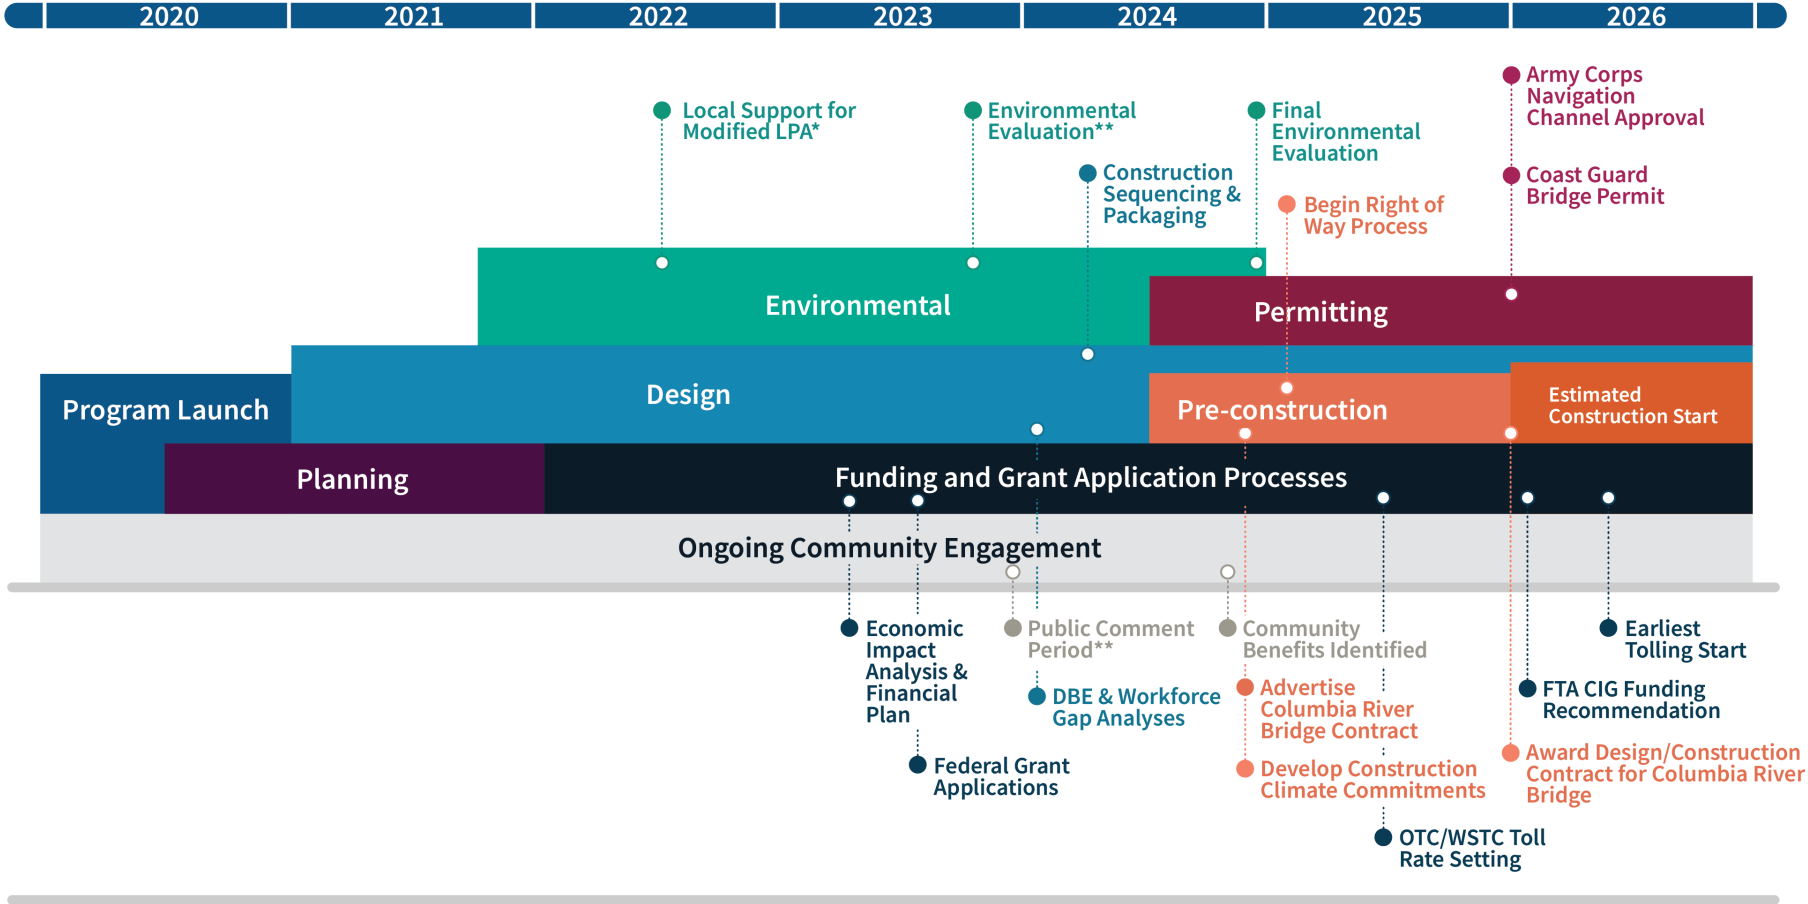 2020 2021 2022 2023 2024 2025 2026
Army Corps
Navigation
Channel Approval
Local Support for
Modified LPA*
Environmental
Evaluation**
Final
Environmental
Evaluation
Construction
Sequencing &
Packaging
Coast Guard
Bridge Permit
Begin Right of
Way Process
Environmental
Permitting
Design
Program Launch
Pre-construction
Estimated
Construction Start
Planning
Funding and Grant Application Processes
Ongoing Community Engagement
Economic
Impact
Analysis &
Financial
Plan
Public Comment
Period**
Community
Benefits Identified
Earliest
Tolling Start
DBE & Workforce
Gap Analyses
Advertise
Columbia River
Bridge Contract
FTA CIG Funding
Recommendation
Federal Grant
Applications
Develop Construction
Climate Commitments
Award Design/Construction
Contract for Columbia River
Bridge
OTC/WSTC Toll
Rate Setting